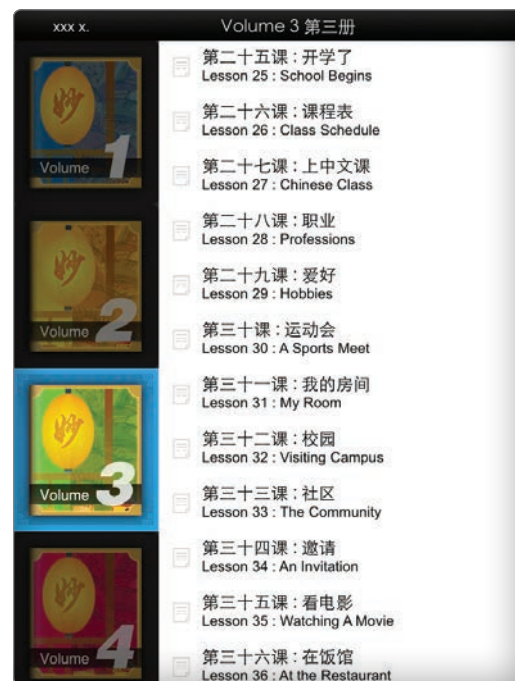 xxx x.
Volume 3 第三册
Volume 1
Volume 2
Volume 3
Volume 4
妙
妙
妙
妙
第二十五课：开学了
Lesson 25 : School Begins
第二十六课：课程表
Lesson 26 : Class Schedule
第二十七课：上中文课
Lesson 27 : Chinese Class
第二十八课：职业
Lesson 28 : Professions
第二十九课：爱好
Lesson 29 : Hobbies
第三十课：运动会
Lesson 30 : A Sports Meet
第三十一课：我的房间
Lesson 31 : My Room
第三十二课：校园
Lesson 32 : Visiting Campus
第三十三课：社区
Lesson 33 : The Community
第三十四课：邀请
Lesson 34 : An Invitation
第三十五课：看电影
Lesson 35 : Watching A Movie
第三十六课：在饭馆
Lesson 36 : At the Restaurant